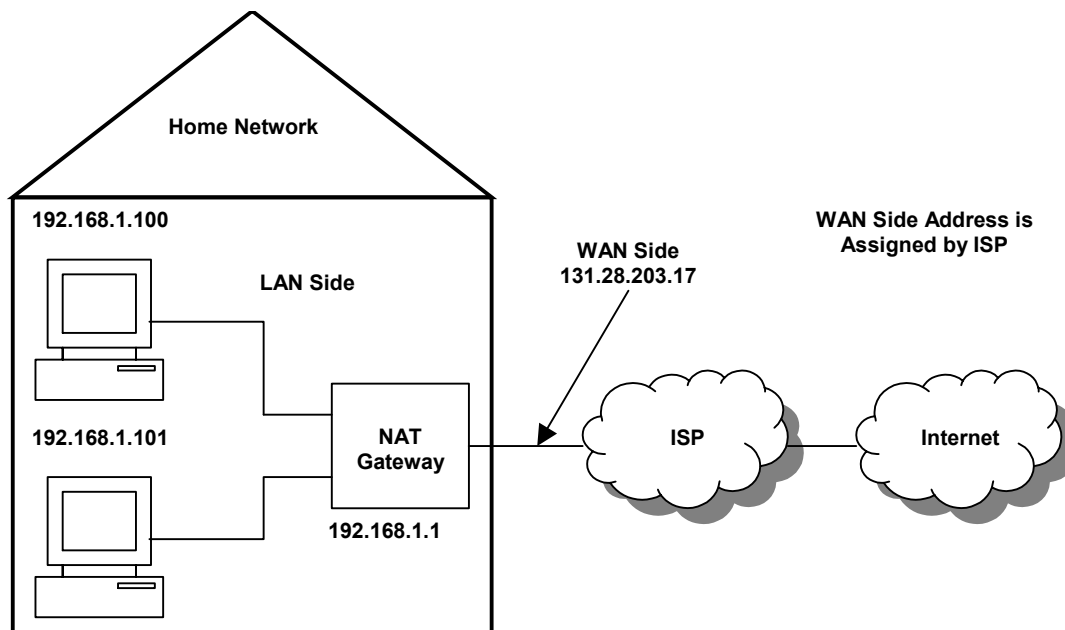 Home Network
192.168.1.100
LAN Side
WAN Side
131.28.203.17
WAN Side Address is
Assigned by ISP
192.168.1.101
NAT
Gateway
192.168.1.1
ISP
Internet